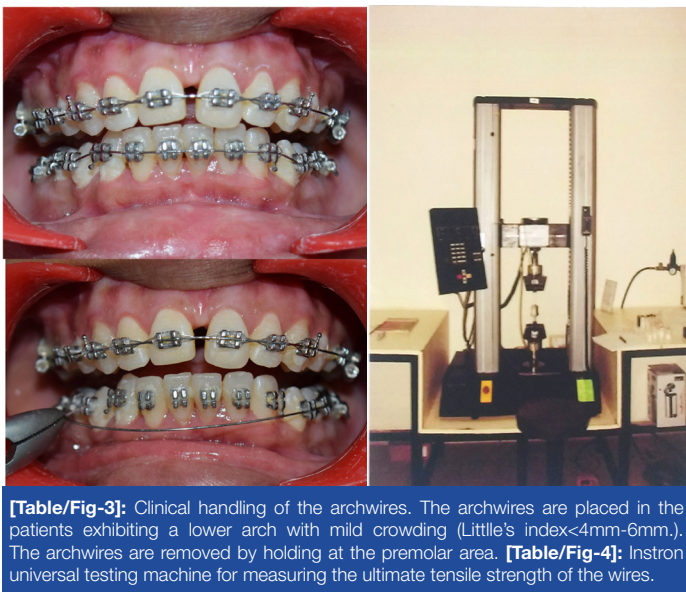 [Table/Fig-3]: Clinical handling of the archwires. The archwires are placed in the
patients exhibiting a lower arch with mild crowding (Littlle's index<4mm-6mm.).
The archwires are removed by holding at the premolar area. [Table/Fig-4]: Instron
universal testing machine for measuring the ultimate tensile strength of the wires.